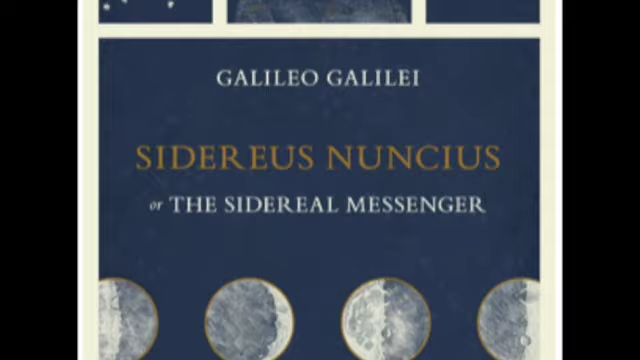 GALILEO GALILEI
SIDEREUS NUNCIUS
or THE SIDEREAL MESSENGER